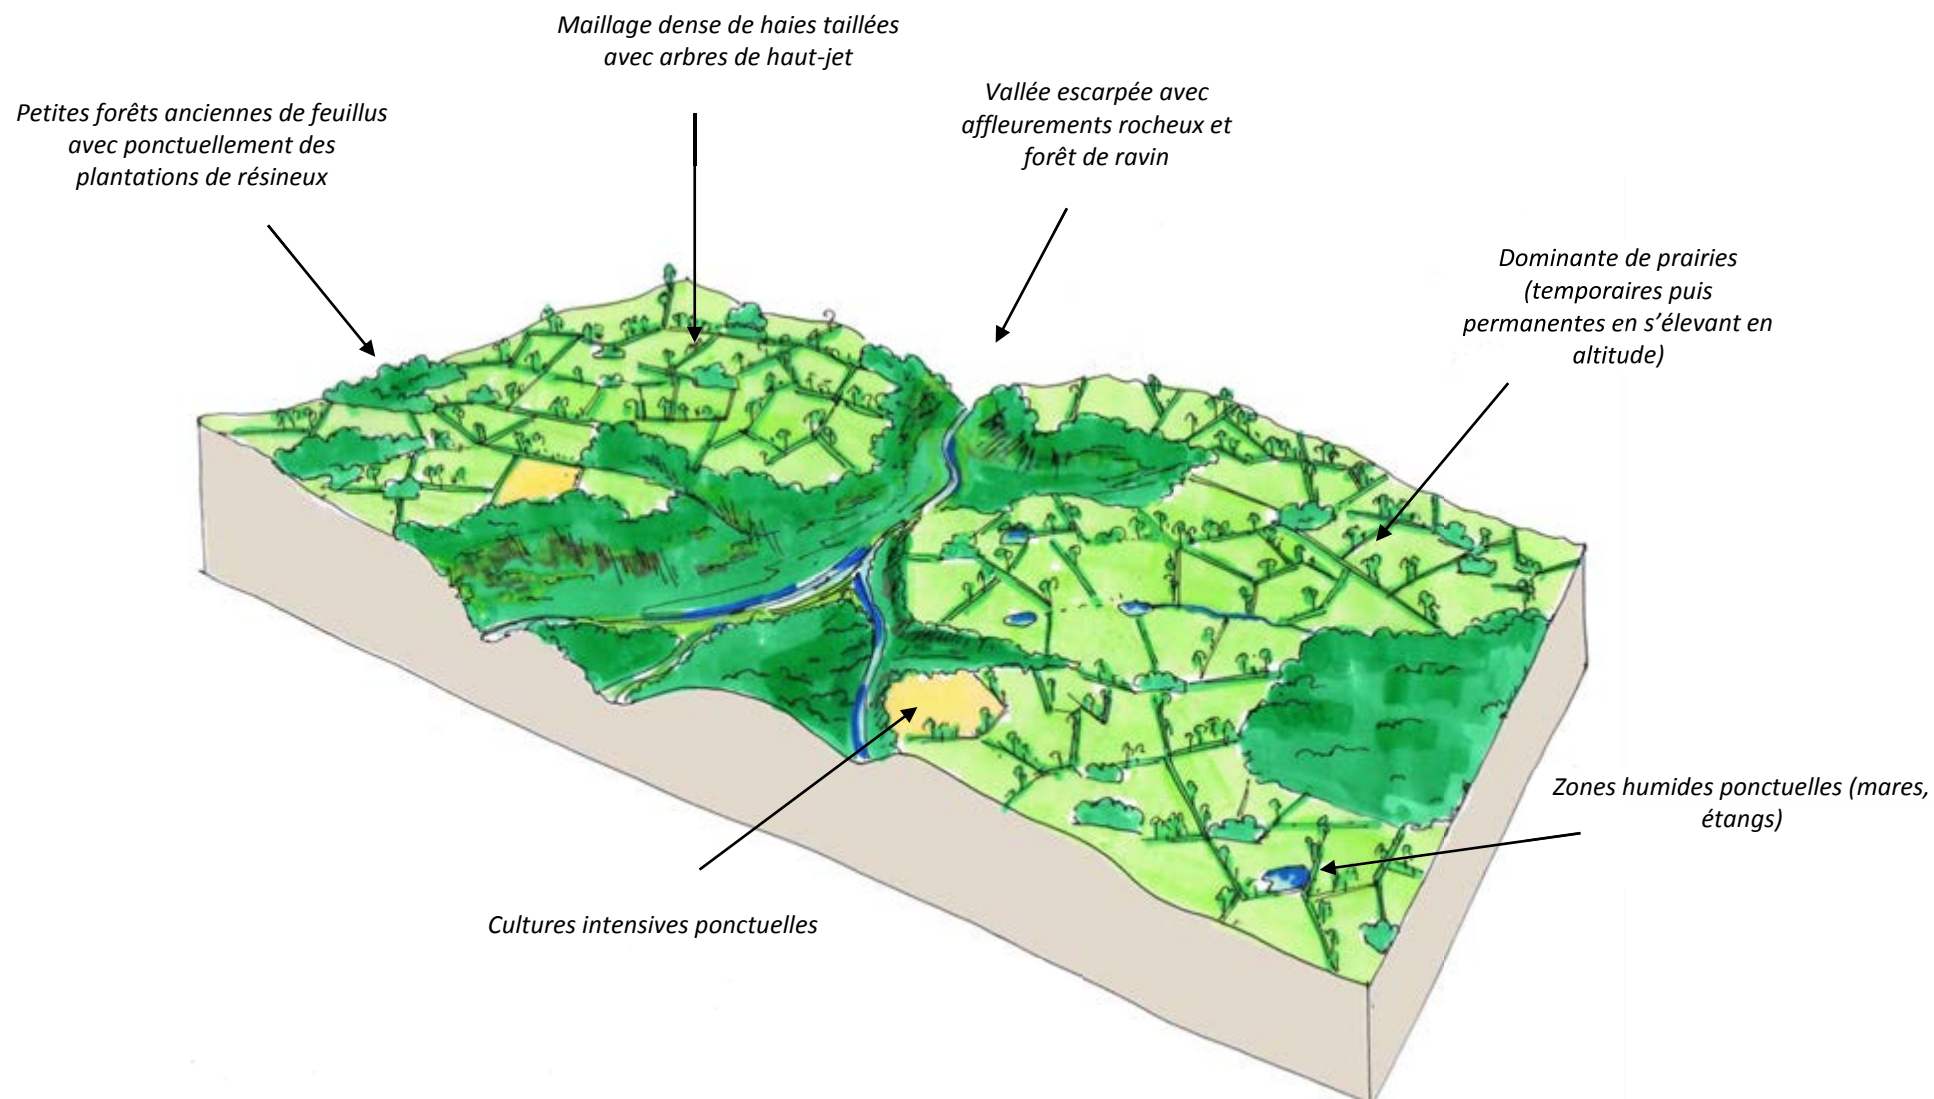 Maillage dense de haies taillées
avec arbres de haut-jet
Petites forêts anciennes de feuillus
avec ponctuellement des
plantations de résineux
Vallée escarpée avec
affleurements rocheux et
forêt de ravin
Dominante de prairies
(temporaires puis
permanentes en s’élevant en
altitude)
Zones humides ponctuelles (mares,
étangs)
Cultures intensives ponctuelles